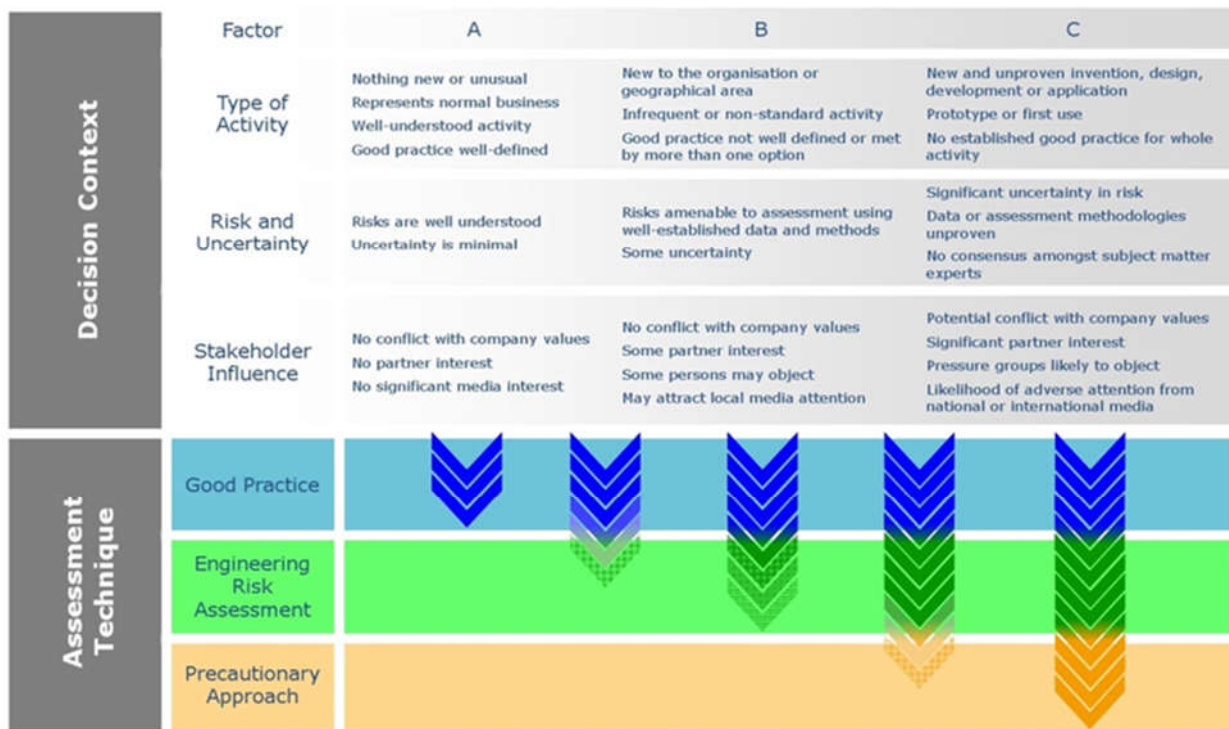 Decision Context
Factor
A
B
C
Type of
Activity
Nothing new or unusual
Represents normal business
Well-understood activity
Good practice well-defined
New to the organisation or
geographical area
Infrequent or non-standard activity
Good practice not well defined or met
by more than one option
New and unproven invention, design,
development or application
Prototype or first use
No established good practice for whole
activity
Risk and
Uncertainty
Risks are well understood
Uncertainty is minimal
Risks amenable to assessment using
well-established data and methods
Some uncertainty
Significant uncertainty in risk
Data or assessment methodologies
unproven
No consensus amongst subject matter
experts
Stakeholder
Influence
No conflict with company values
No partner interest
No significant media interest
No conflict with company values
Some partner interest
Some persons may object
May attract local media attention
Potential conflict with company values
Significant partner interest
Pressure groups likely to object
Likelihood of adverse attention from
national or international media
Assessment
Technique
Good Practice
Engineering
Risk
Assessment
Precautionary
Approach